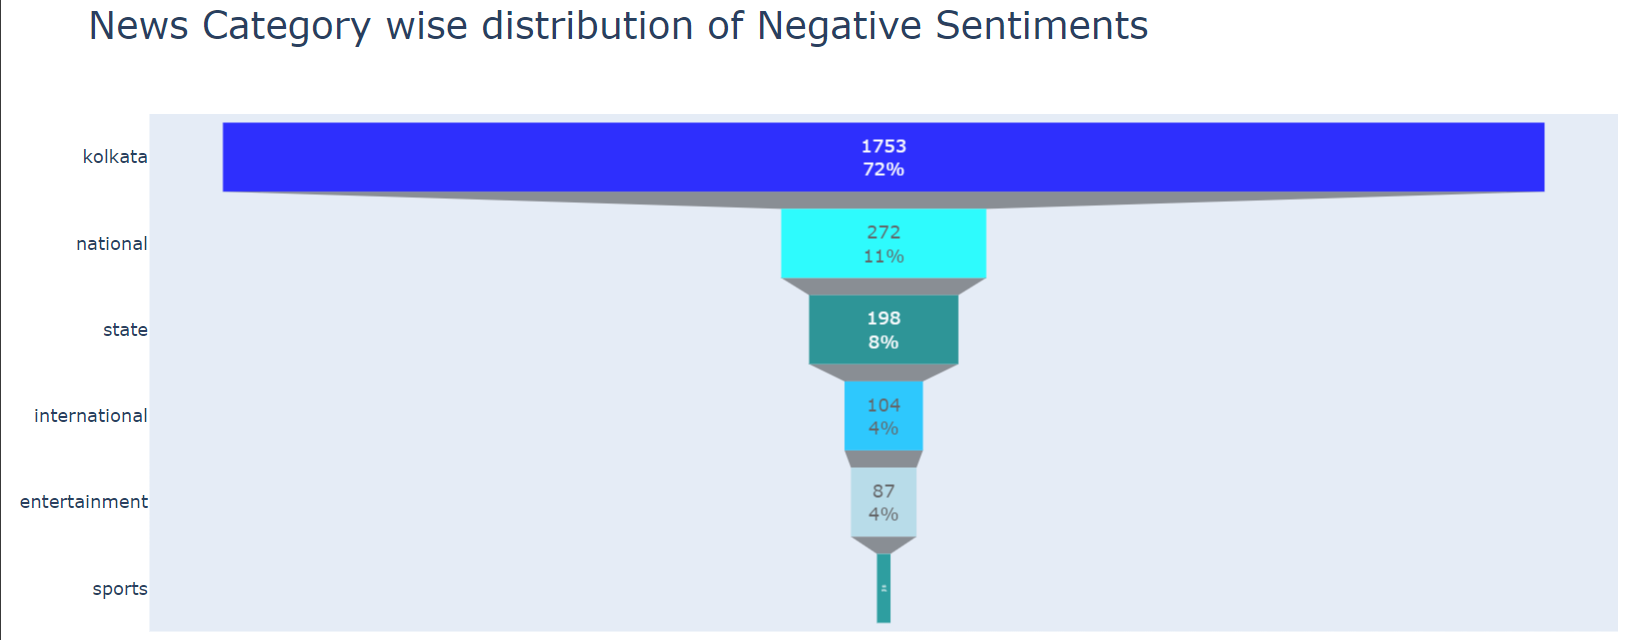 News Category wise distribution of Negative Sentiments
kolkata
1753
72%
national
272
11%
state
198
8%
international
104
4%
entertainment
87
4%
sports